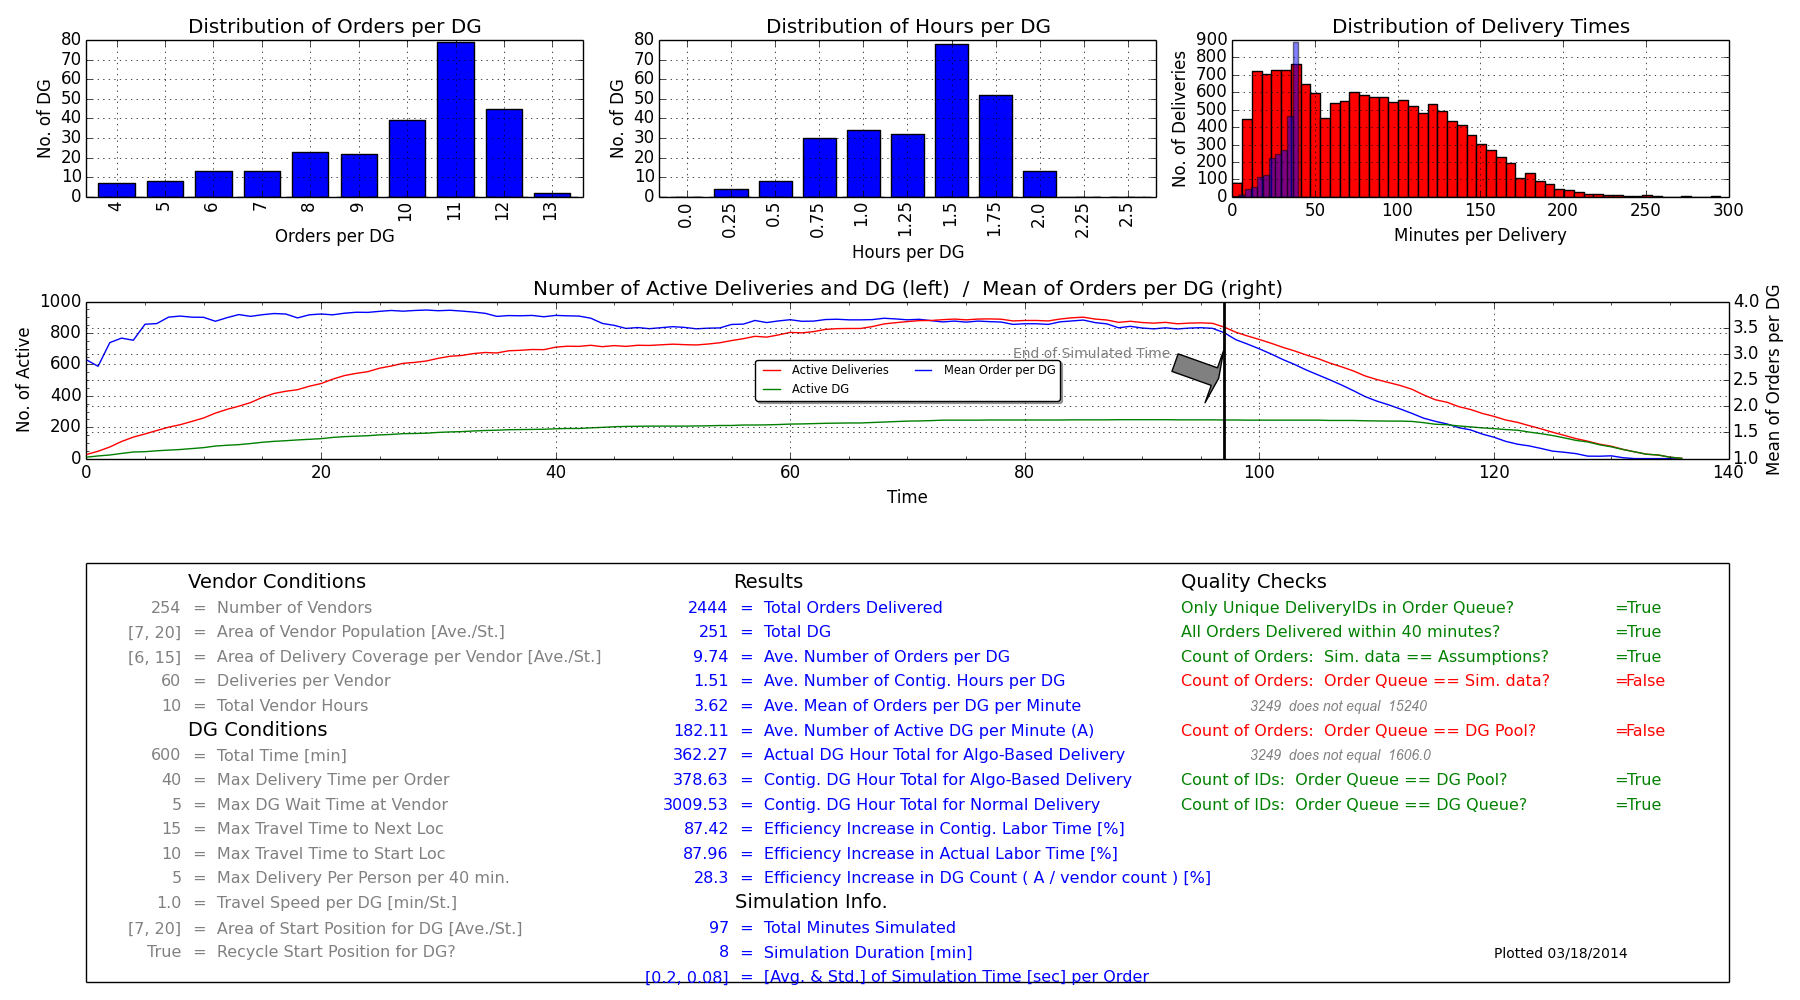 Distribution of Orders per DG
No. of DG
80
70
60
50
40
30
20
10
0
4 5 6 7 8 9 10 11 12 13
Orders per DG
Distribution of Hours per DG
No. of DG
80
70
60
50
40
30
20
10
0
0.0 0.25 0.5 0.75 1.0 1.25 1.5 1.75 2.0 2.25 2.5
Hours per DG
Distribution of Delivery Times
No. of Deliveries
900
800
700
600
500
400
300
200
100
0
0 50 100 150 200 250 300
Minutes per Delivery
Number of Active Deliveries and DG (left) / Mean of Orders per DG (right)
No. of Active
1000
800
600
400
200
0
End of Simulated Time
Active Deliveries
Active DG
Mean Order per DG
4.0
3.5
3.0
2.5
2.0
1.5
1.0
Mean of Orders per DG
0 20 40 60 80 100 120 140
Time
Vendor Conditions
254 = Number of Vendors
[7, 20] = Area of Vendor Population [Ave./St.]
[6, 15] = Area of Delivery Coverage per Vendor [Ave./St.]
60 = Deliveries per Vendor
10 = Total Vendor Hours
DG Conditions
600 = Total Time [min]
40 = Max Delivery Time per Order
5 = Max DG Wait Time at Vendor
15 = Max Travel Time to Next Loc
10 = Max Travel Time to Start Loc
5 = Max Delivery Per Person per 40 min.
1.0 = Travel Speed per DG [min/St.]
[7, 20] = Area of Start Position for DG [Ave./St.]
True = Recycle Start Position for DG?
Results
2444 = Total Orders Delivered
251 = Total DG
9.74 = Ave. Number of Orders per DG
1.51 = Ave. Number of Contig. Hours per DG
3.62 = Ave. Mean of Orders per DG per Minute
182.11 = Ave. Number of Active DG per Minute (A)
362.27 = Actual DG Hour Total for Algo-Based Delivery
378.63 = Contig. DG Hour Total for Algo-Based Delivery
3009.53 = Contig. DG Hour Total for Normal Delivery
87.42 = Efficiency Increase in Contig. Labor Time [%]
87.96 = Efficiency Increase in Actual Labor Time [%]
28.3 = Efficiency Increase in DG Count ( A / vendor count ) [%]
Simulation Info.
97 = Total Minutes Simulated
8 = Simulation Duration [min]
[0.2, 0.08] = [Avg. & Std.] of Simulation Time [sec] per Order
Quality Checks
Only Unique DeliveryIDs in Order Queue? =True
All Orders Delivered within 40 minutes? =True
Count of Orders: Sim. data == Assumptions? =True
Count of Orders: Order Queue == Sim. data? =False
3249 does not equal 15240
Count of Orders: Order Queue == DG Pool? =False
3249 does not equal 1606.0
Count of IDs: Order Queue == DG Pool? =True
Count of IDs: Order Queue == DG Queue? =True
Plotted 03/18/2014